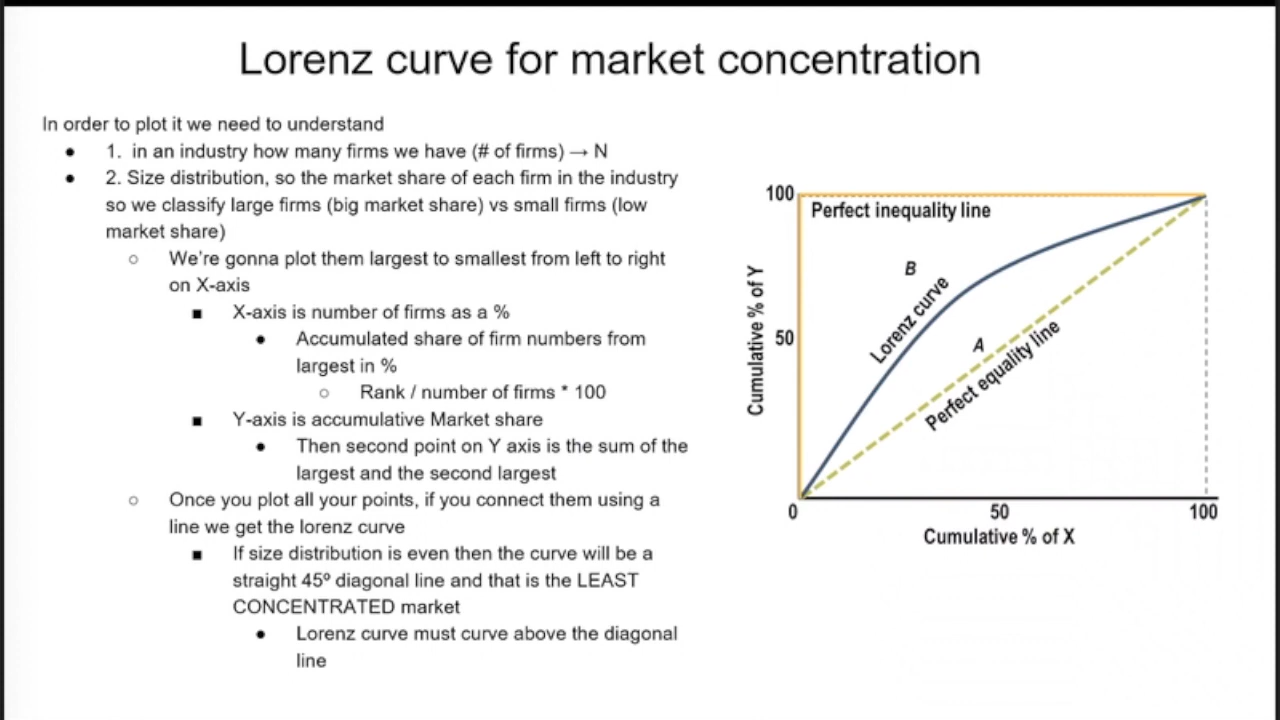 Lorenz curve for market concentration
In order to plot it we need to understand
● 1. in an industry how many firms we have (# of firms) → N
● 2. Size distribution, so the market share of each firm in the industry
so we classify large firms (big market share) vs small firms (low
market share)
○ We're gonna plot them largest to smallest from left to right
on X-axis
■ X-axis is number of firms as a %
● Accumulated share of firm numbers from
largest in %
○ Rank / number of firms * 100
■ Y-axis is accumulative Market share
● Then second point on Y axis is the sum of the
largest and the second largest
○ Once you plot all your points, if you connect them using a
line we get the lorenz curve
■ If size distribution is even then the curve will be a
straight 45º diagonal line and that is the LEAST
CONCENTRATED market
● Lorenz curve must curve above the diagonal
line
100
Perfect inequality line
B
Lorenz curve
Cumulative % of Y
50
A
Perfect equality line
0
50
100
Cumulative % of X